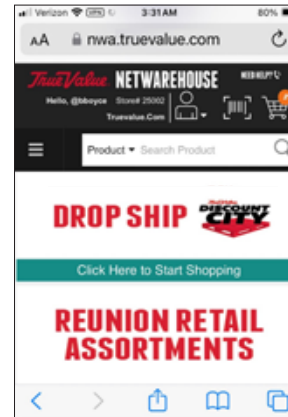 Verizon VPN 3:31 AM 80%
AA nwa.truevalue.com
True Value NETWAREHOUSE NEED HELP?
Hello, @bboyce Store# 25002
Truevalue.Com
Product Search Product
DROP SHIP DISCOUNT CITY
Click Here to Start Shopping
REUNION RETAIL
ASSORTMENTS